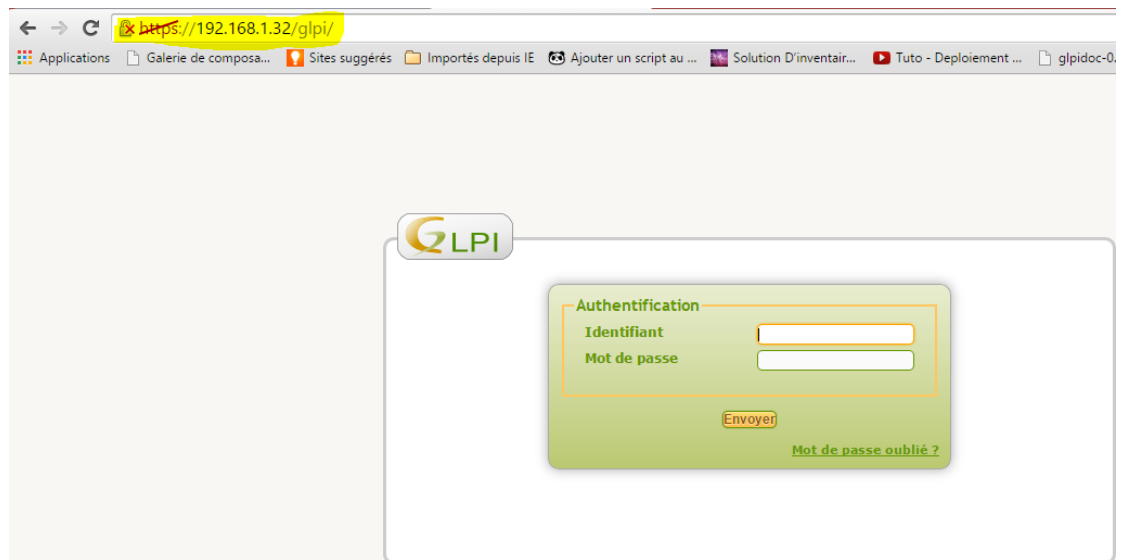 https://192.168.1.32/glpi/
Applications Galerie de composa... Sites suggérés Importés depuis IE Ajouter un script au ... Solution D'inventair... Tuto - Deploiement ... glpidoc-0.
GLPI
Authentification
Identifiant
Mot de passe
Envoyer
Mot de passe oublié ?